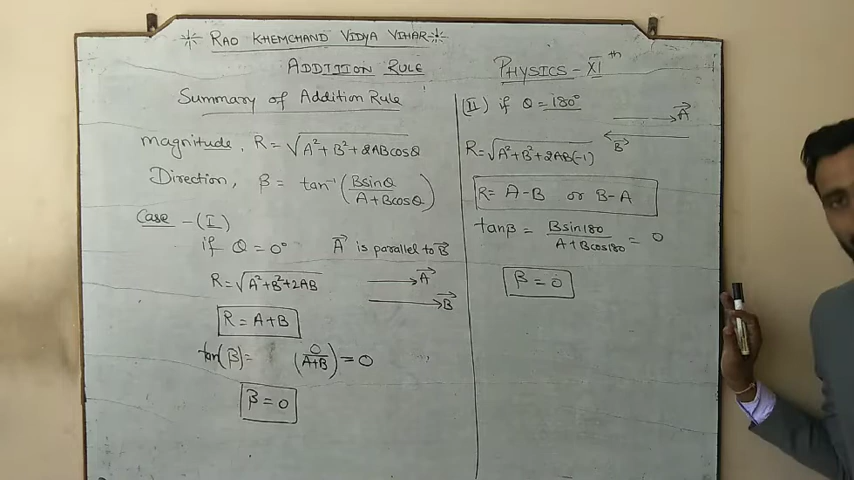 ✳ RAO KHEMCHAND VIDYA VIHAR ✳
ADDITION RULE
PHYSICS - XI th
Summary of Addition Rule
magnitude, R = √(A² + B² + 2ABcosθ)
Direction, β = tan⁻¹ (Bsinθ / A + Bcosθ)
Case - (I)
if θ = 0° A⃗ is parallel to B⃗
R = √(A² + B² + 2AB) A⃗
B⃗
R = A + B
tan(β) = (0 / A+B) = 0
β = 0
(II) if θ = 180° A⃗
B⃗
R = √(A² + B² + 2AB(-1))
R = A - B or B - A
tanβ = Bsin180 / A + Bcos180 = 0
β = 0